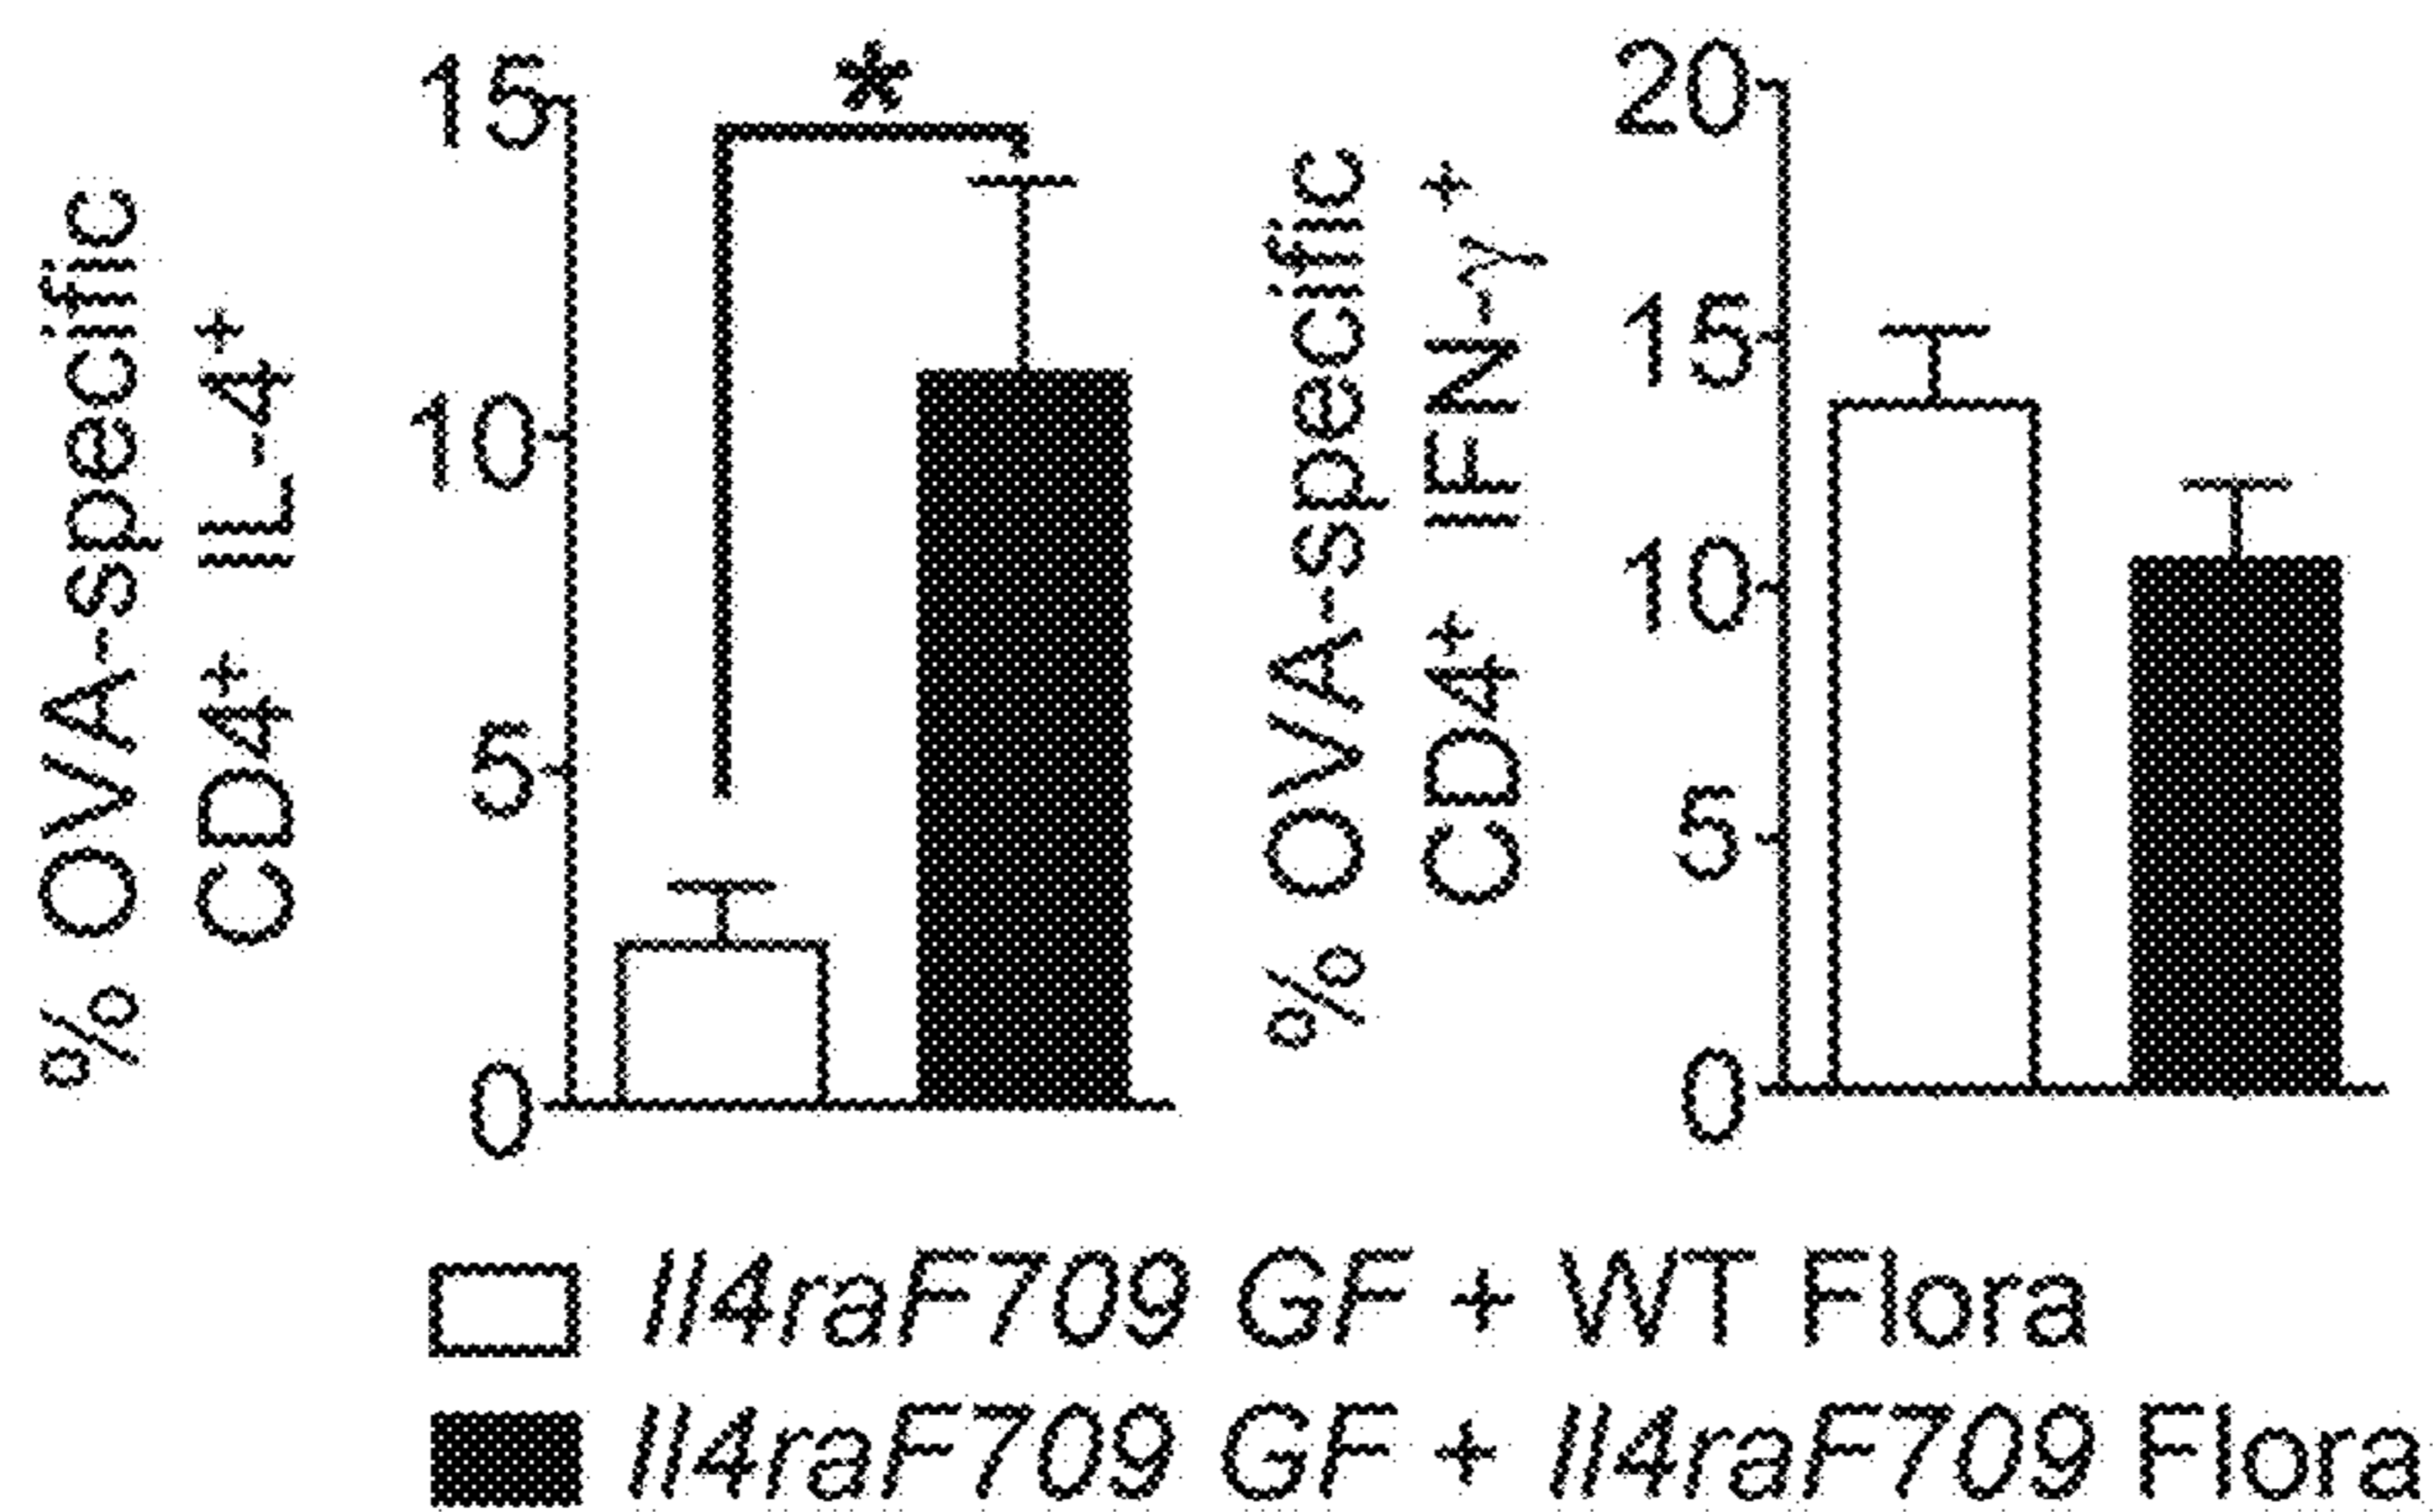 % OVA-specific
CD4⁺ IL-4⁺
15
10
5
0
*
% OVA-specific
CD4⁺ IFN-γ⁺
20
15
10
5
0
Il4raF709 GF + WT Flora
Il4raF709 GF + Il4raF709 Flora